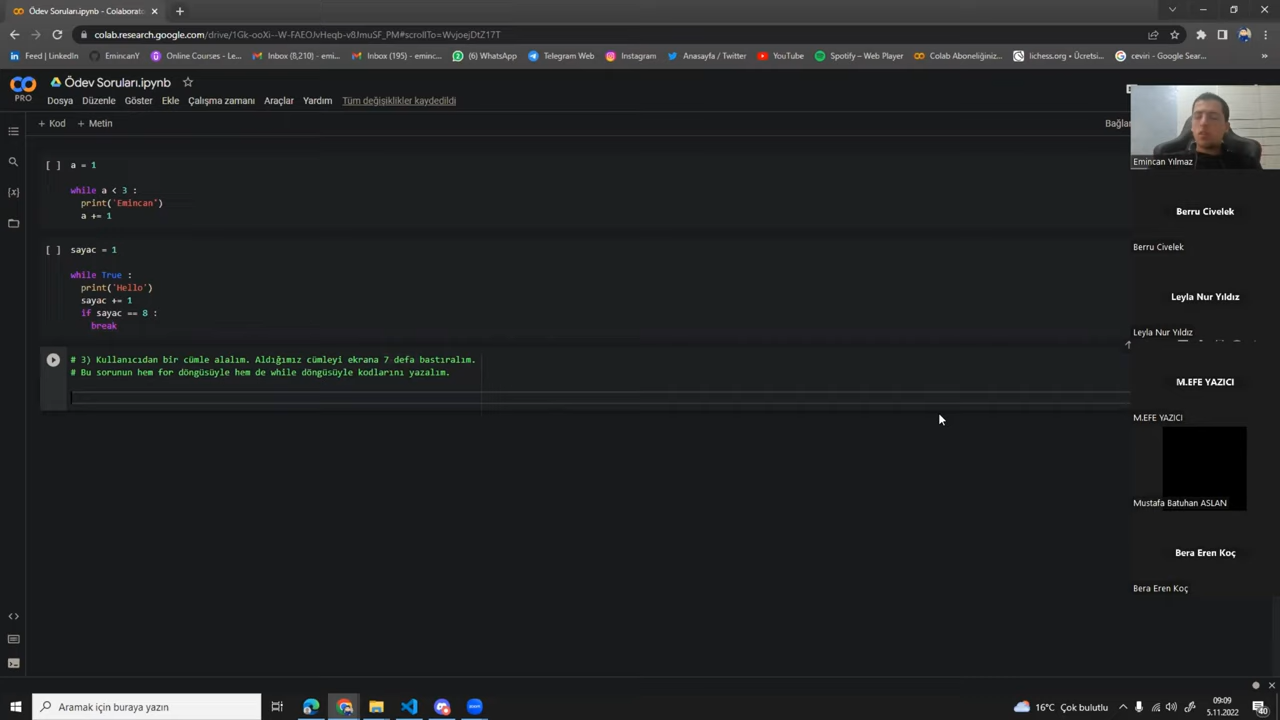 Ödev Soruları.ipynb - Colaborato
colab.research.google.com/drive/1Gk-ooXi--W-FAEOJvHeqb-v8JmuSF_PM#scrollTo=WvjoejDtZ17T
Feed | LinkedIn
EmincanY
Online Courses - Le...
Inbox (8,210) - emi...
Inbox (195) - eminc...
(6) WhatsApp
Telegram Web
Instagram
Anasayfa / Twitter
YouTube
Spotify – Web Player
Colab Aboneliğiniz...
lichess.org • Ücretsi...
çeviri - Google Sear...
PRO
Ödev Soruları.ipynb
Dosya Düzenle Göster Ekle Çalışma zamanı Araçlar Yardım Tüm değişiklikler kaydedildi
+ Kod + Metin
Bağlan
[ ] a = 1
while a < 3 :
print('Emincan')
a += 1
[ ] sayac = 1
while True :
print('Hello')
sayac += 1
if sayac == 8 :
break
# 3) Kullanıcıdan bir cümle alalım. Aldığımız cümleyi ekrana 7 defa bastıralım.
# Bu sorunun hem for döngüsüyle hem de while döngüsüyle kodlarını yazalım.
Emincan Yılmaz
Berru Civelek
Berru Civelek
Leyla Nur Yıldız
Leyla Nur Yıldız
M.EFE YAZICI
M.EFE YAZICI
Mustafa Batuhan ASLAN
Bera Eren Koç
Bera Eren Koç
Aramak için buraya yazın
zoom
16°C Çok bulutlu
09:09
5.11.2022
40